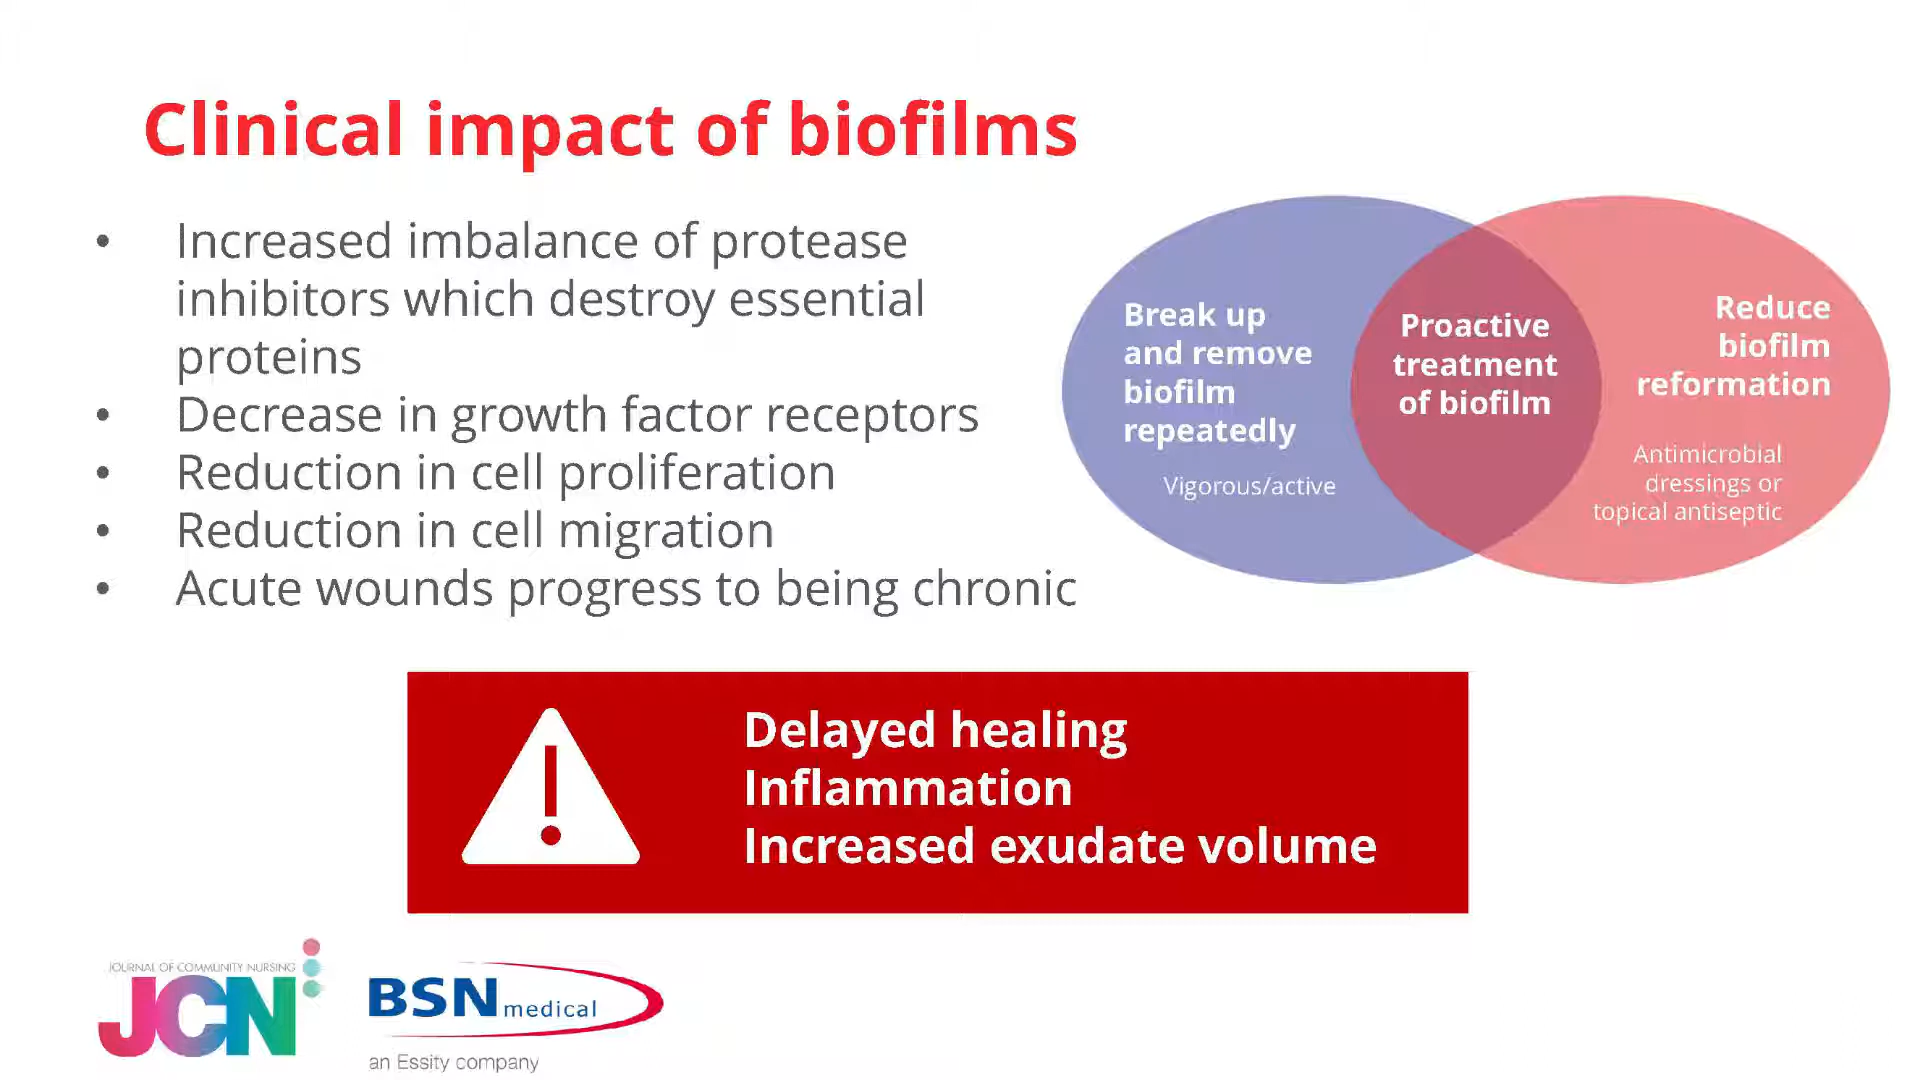 Clinical impact of biofilms
• Increased imbalance of protease
inhibitors which destroy essential
proteins
• Decrease in growth factor receptors
• Reduction in cell proliferation
• Reduction in cell migration
• Acute wounds progress to being chronic
Break up
and remove
biofilm
repeatedly
Vigorous/active
Proactive
treatment
of biofilm
Reduce
biofilm
reformation
Antimicrobial
dressings or
topical antiseptic
Delayed healing
Inflammation
Increased exudate volume
JOURNAL OF COMMUNITY NURSING
JCN
BSN medical
an Essity company